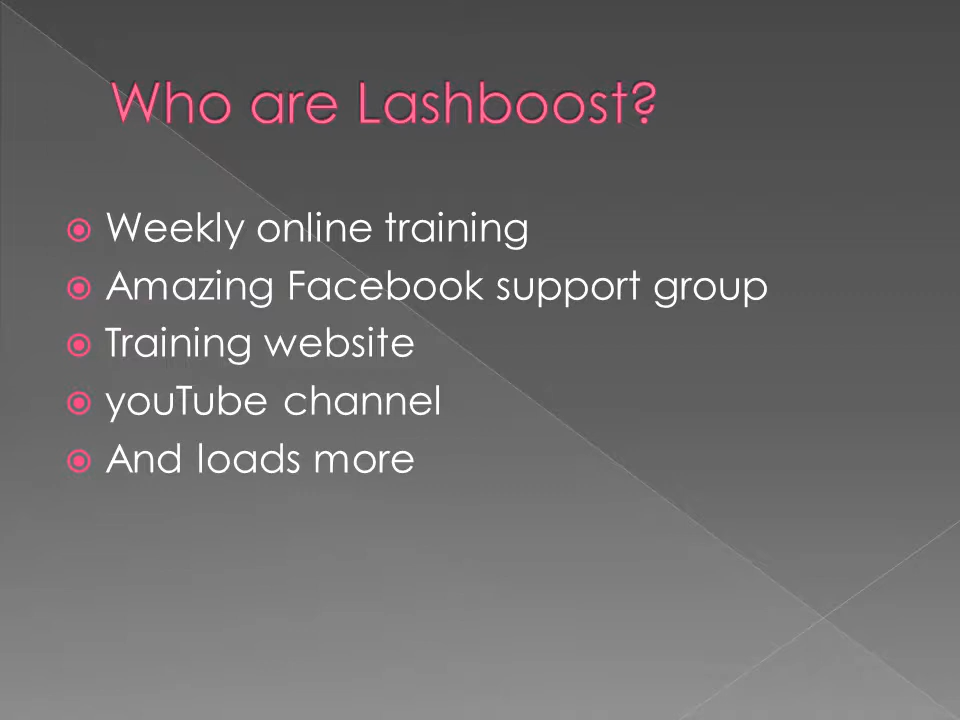 Who are Lashboost?
Weekly online training
Amazing Facebook support group
Training website
youTube channel
And loads more